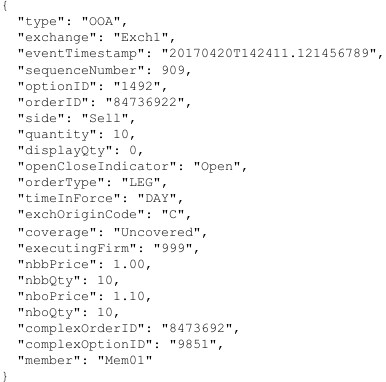 {
"type": "OOA",
"exchange": "Exch1",
"eventTimestamp": "20170420T142411.121456789",
"sequenceNumber": 909,
"optionID": "1492",
"orderID": "84736922",
"side": "Sell",
"quantity": 10,
"displayQty": 0,
"openCloseIndicator": "Open",
"orderType": "LEG",
"timeInForce": "DAY",
"exchOriginCode": "C",
"coverage": "Uncovered",
"executingFirm": "999",
"nbbPrice": 1.00,
"nbbQty": 10,
"nboPrice": 1.10,
"nboQty": 10,
"complexOrderID": "8473692",
"complexOptionID": "9851",
"member": "Mem01"
}